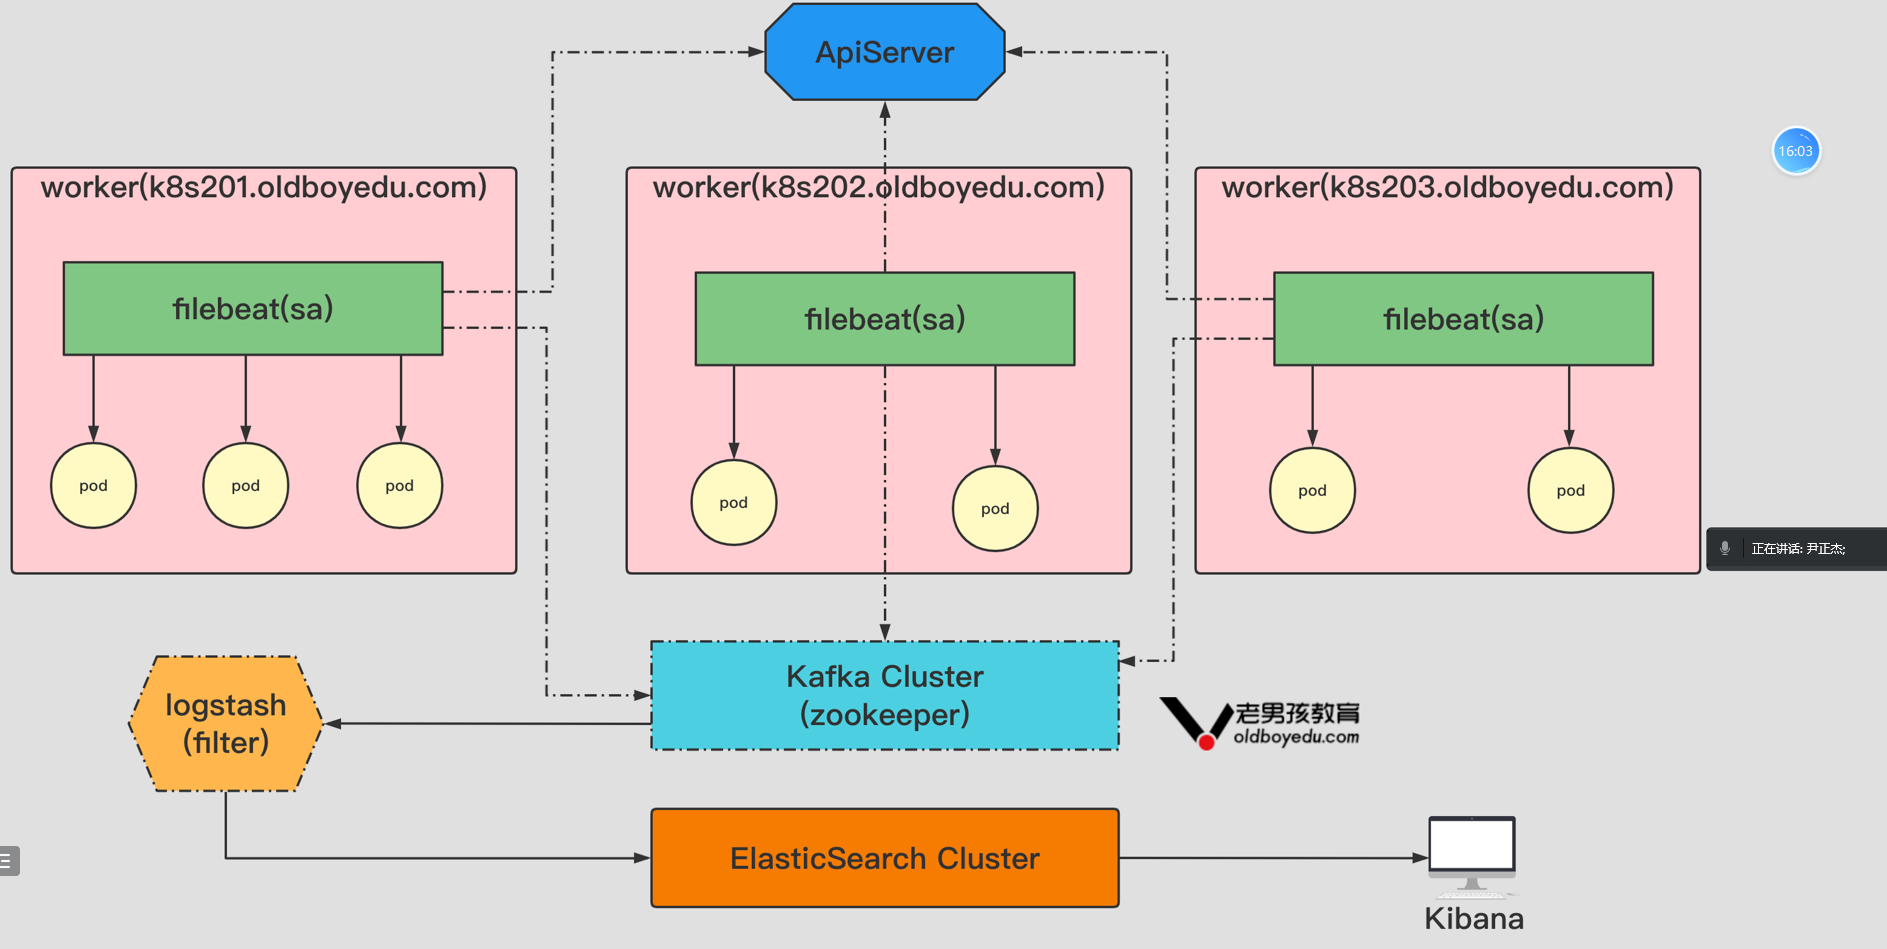 ApiServer
16:03
worker(k8s201.oldboyedu.com)
worker(k8s202.oldboyedu.com)
worker(k8s203.oldboyedu.com)
filebeat(sa)
filebeat(sa)
filebeat(sa)
pod
pod
pod
pod
pod
pod
pod
正在讲话: 尹正杰;
Kafka Cluster
(zookeeper)
logstash
(filter)
老男孩教育
oldboyedu.com
ElasticSearch Cluster
Kibana